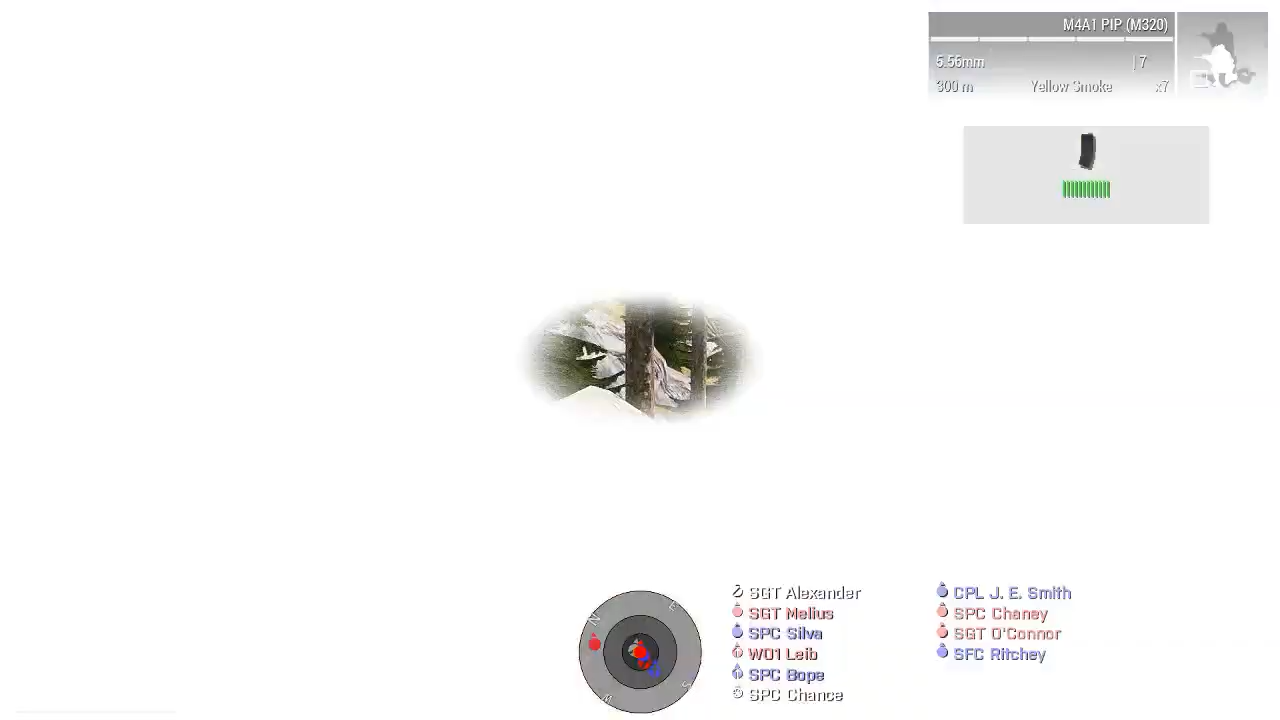 M4A1 PIP (M320)
5.56mm | 7
300 m Yellow Smoke x7
N E
W S
SGT Alexander
SGT Melius
SPC Silva
WO1 Leib
SPC Bope
SPC Chance
CPL J. E. Smith
SPC Chaney
SGT O'Connor
SFC Ritchey